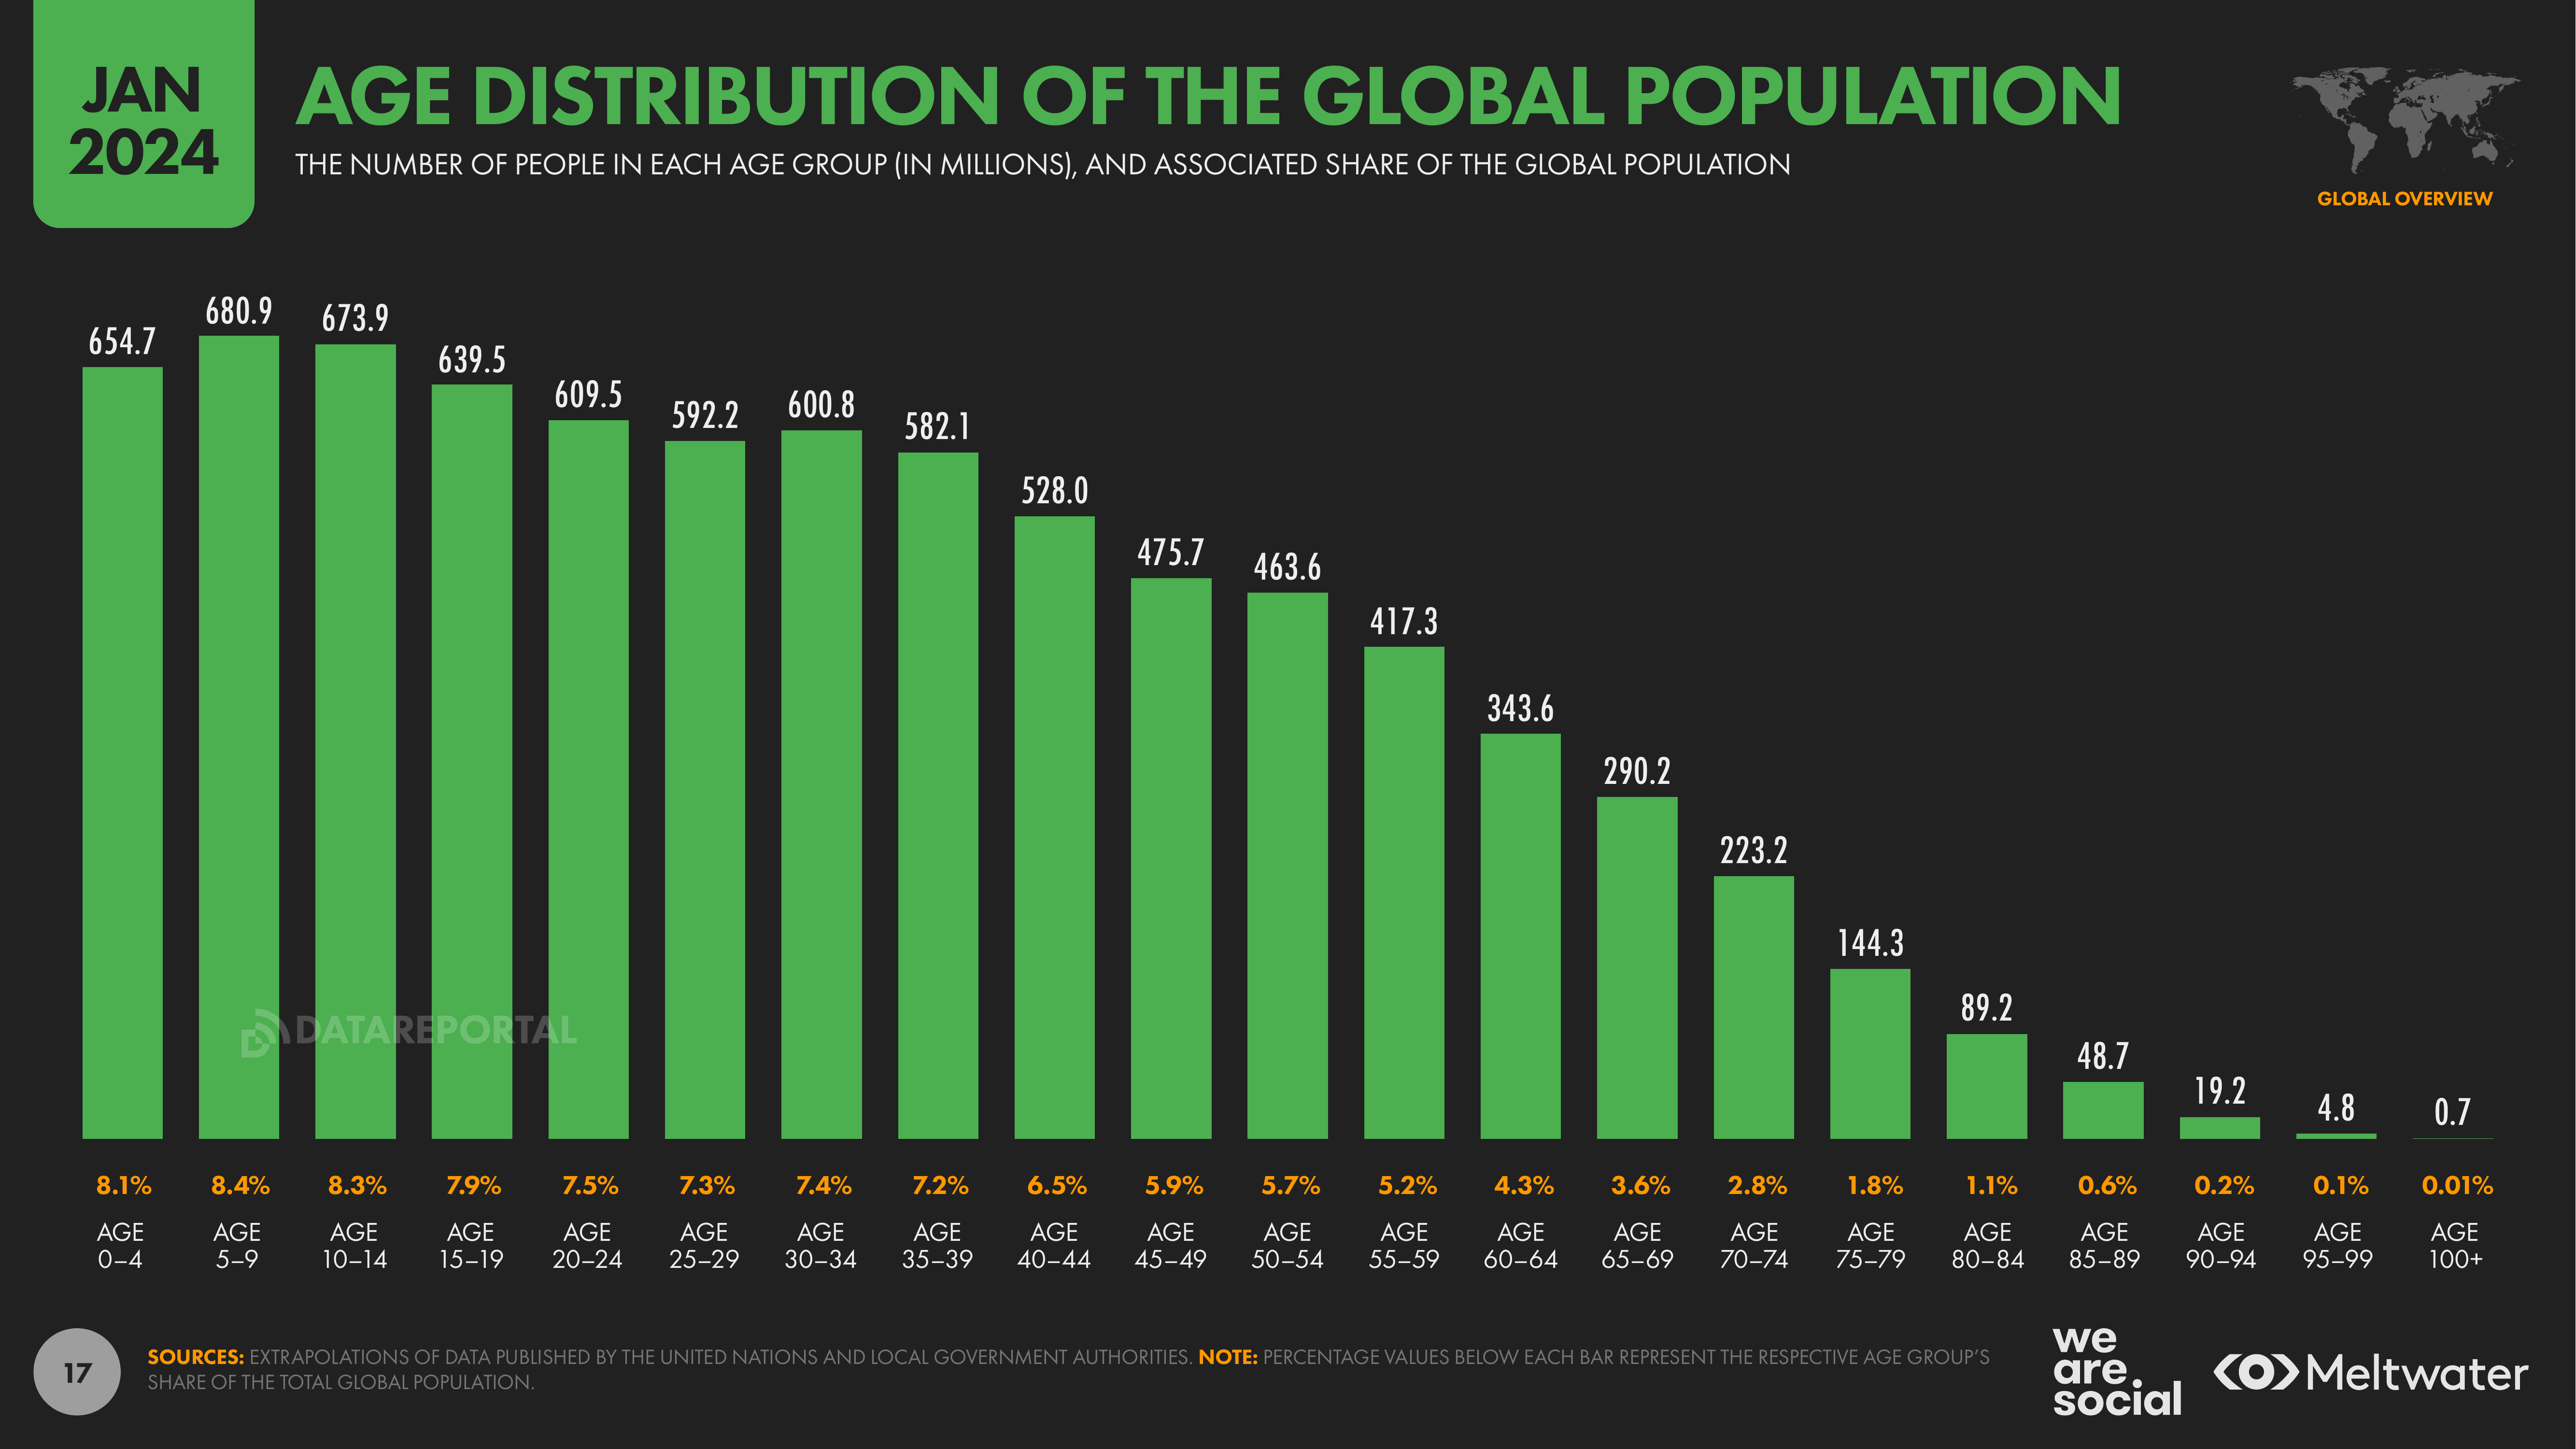 JAN
2024
AGE DISTRIBUTION OF THE GLOBAL POPULATION
THE NUMBER OF PEOPLE IN EACH AGE GROUP (IN MILLIONS), AND ASSOCIATED SHARE OF THE GLOBAL POPULATION
GLOBAL OVERVIEW
654.7 680.9 673.9 639.5 609.5 592.2 600.8 582.1 528.0 475.7 463.6 417.3 343.6 290.2 223.2 144.3 89.2 48.7 19.2 4.8 0.7
DATAREPORTAL
8.1% 8.4% 8.3% 7.9% 7.5% 7.3% 7.4% 7.2% 6.5% 5.9% 5.7% 5.2% 4.3% 3.6% 2.8% 1.8% 1.1% 0.6% 0.2% 0.1% 0.01%
AGE AGE AGE AGE AGE AGE AGE AGE AGE AGE AGE AGE AGE AGE AGE AGE AGE AGE AGE AGE AGE
0–4 5–9 10–14 15–19 20–24 25–29 30–34 35–39 40–44 45–49 50–54 55–59 60–64 65–69 70–74 75–79 80–84 85–89 90–94 95–99 100+
17
SOURCES: EXTRAPOLATIONS OF DATA PUBLISHED BY THE UNITED NATIONS AND LOCAL GOVERNMENT AUTHORITIES. NOTE: PERCENTAGE VALUES BELOW EACH BAR REPRESENT THE RESPECTIVE AGE GROUP'S
SHARE OF THE TOTAL GLOBAL POPULATION.
we
are
social
Meltwater